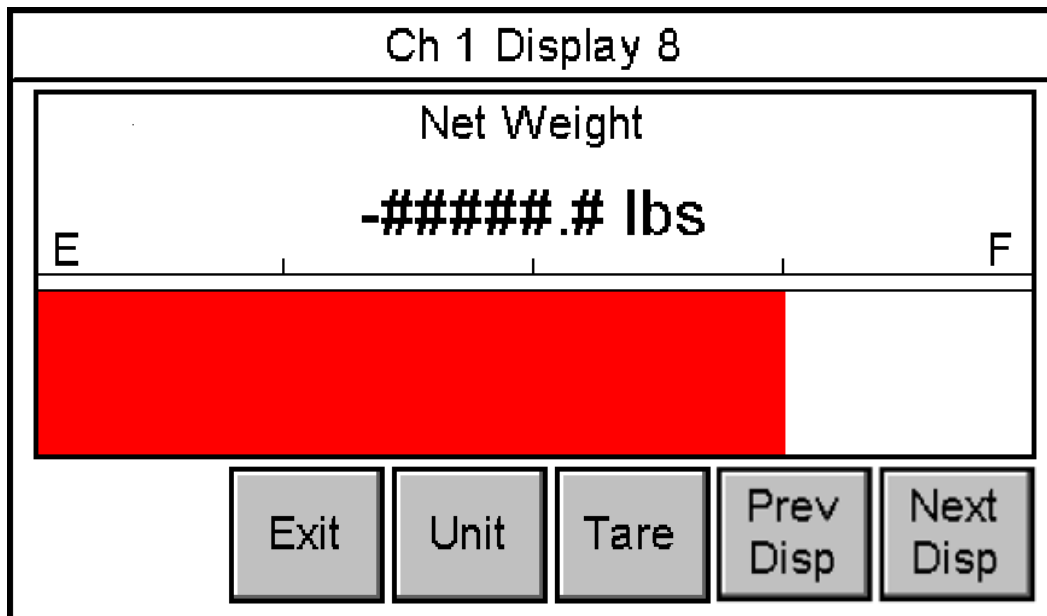 Ch 1 Display 8
Net Weight
-#####.# lbs
E F
Exit Unit Tare Prev Disp Next Disp